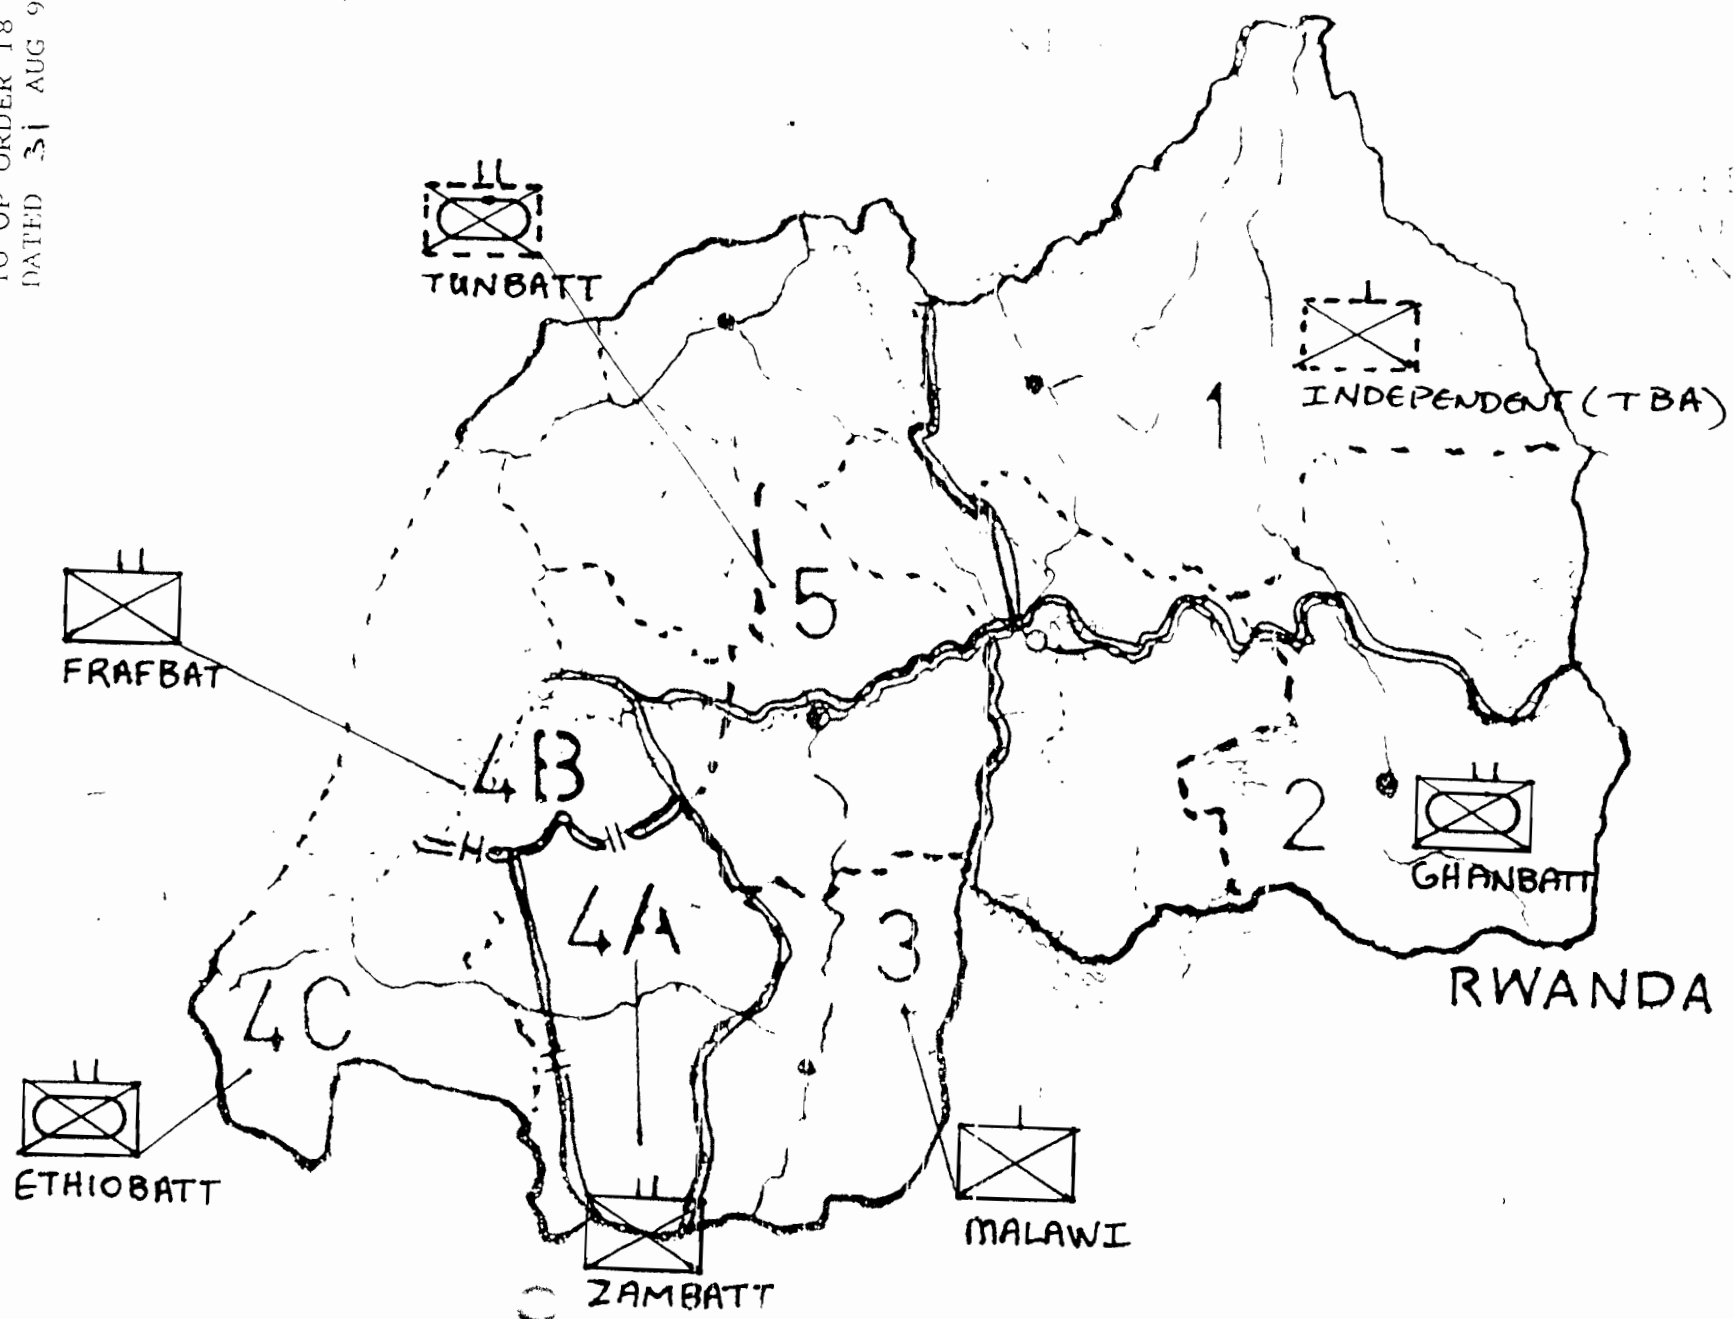 TO OP ORDER 18
DATED 31 AUG 9
TUNBATT
INDEPENDENT (TBA)
1
5
FRAFBAT
4B
2
GHANBATT
4A
3
RWANDA
4C
ETHIOBATT
MALAWI
ZAMBATT